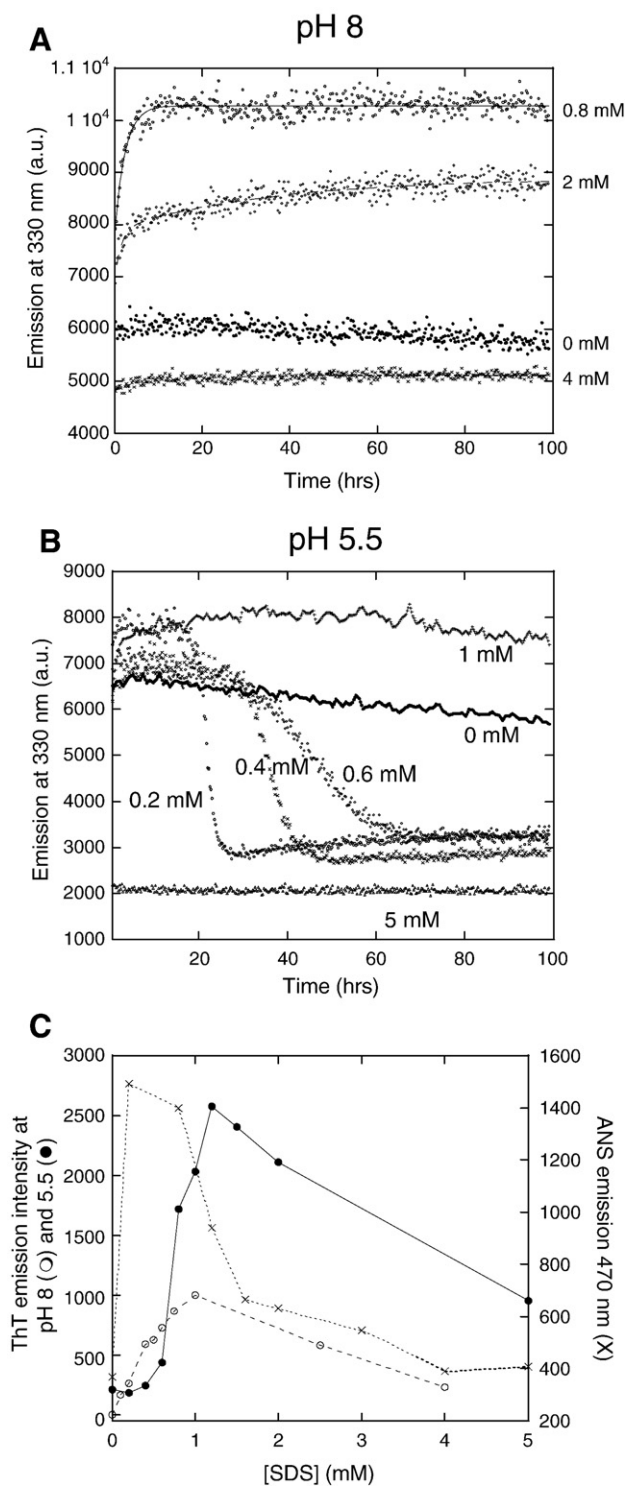 A
pH 8
1.1 10⁴
1 10⁴
9000
8000
7000
6000
5000
4000
Emission at 330 nm (a.u.)
0.8 mM
2 mM
0 mM
4 mM
0 20 40 60 80 100
Time (hrs)
B
pH 5.5
9000
8000
7000
6000
5000
4000
3000
2000
1000
Emission at 330 nm (a.u.)
1 mM
0 mM
0.4 mM
0.6 mM
0.2 mM
5 mM
20 40 60 80 100
Time (hrs)
C
3000
2500
2000
1500
1000
500
0
ThT emission intensity at
pH 8 (❍) and 5.5 (●)
1600
1400
1200
1000
800
600
400
200
ANS emission 470 nm (X)
0 1 2 3 4 5
[SDS] (mM)